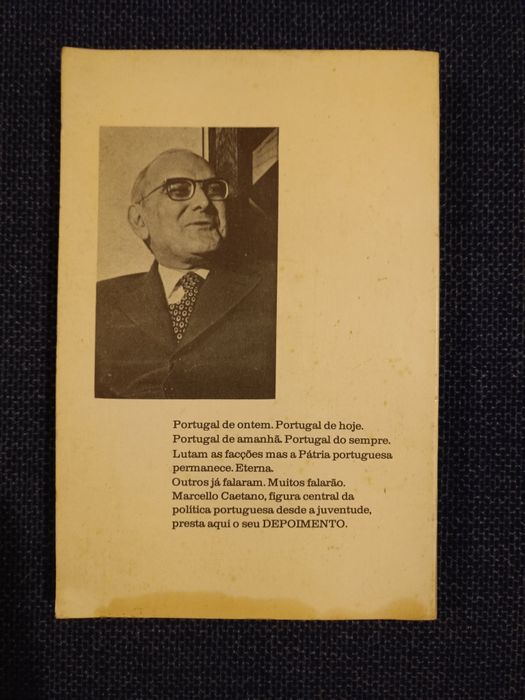 Portugal de ontem. Portugal de hoje.
Portugal de amanhã. Portugal do sempre.
Lutam as facções mas a Pátria portuguesa
permanece. Eterna.
Outros já falaram. Muitos falarão.
Marcello Caetano, figura central da
política portuguesa desde a juventude,
presta aqui o seu DEPOIMENTO.